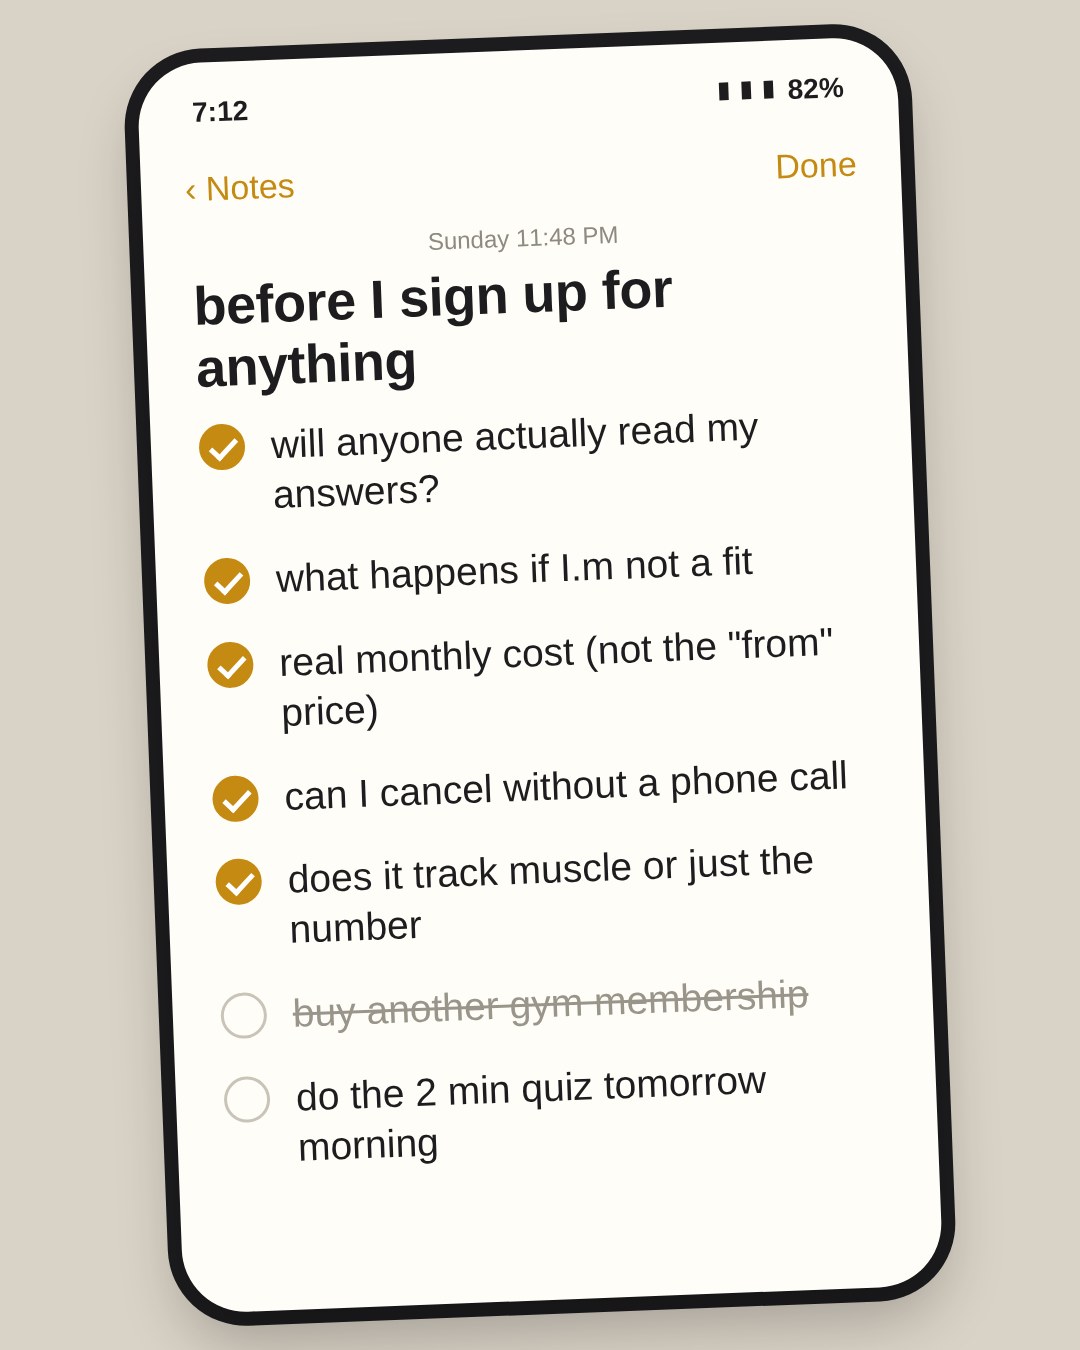 7:12
82%
‹ Notes
Done
Sunday 11:48 PM
before I sign up for
anything
will anyone actually read my
answers?
what happens if I.m not a fit
real monthly cost (not the "from"
price)
can I cancel without a phone call
does it track muscle or just the
number
buy another gym membership
do the 2 min quiz tomorrow
morning